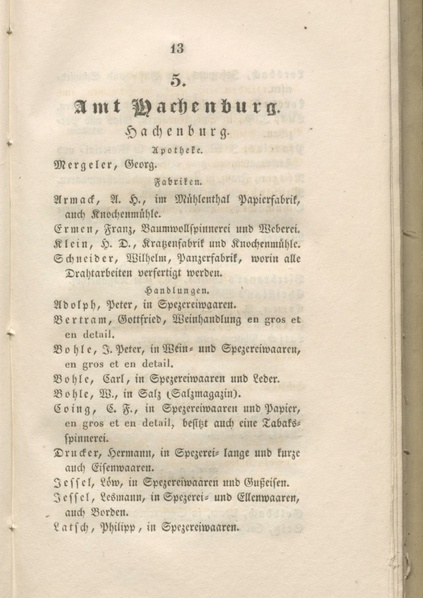 13
5.
Amt Hachenburg.
Hachenburg.
Apotheke.
Mergeler, Georg.
Fabriken.
Armack, A. H., im Mühlenthal Papierfabrik,
auch Knochenmühle.
Ermen, Franz, Baumwollspinnerei und Weberei.
Klein, H. D., Kratzenfabrik und Knochenmühle.
Schneider, Wilhelm, Panzerfabrik, worin alle
Drahtarbeiten verfertigt werden.
Handlungen.
Adolph, Peter, in Spezereiwaaren.
Bertram, Gottfried, Weinhandlung en gros et
en detail.
Bohle, J. Peter, in Wein- und Spezereiwaaren,
en gros et en detail.
Bohle, Carl, in Spezereiwaaren und Leder.
Bohle, W., in Salz (Salzmagazin).
Coing, C. F., in Spezereiwaaren und Papier,
en gros et en detail, besitzt auch eine Tabaks-
spinnerei.
Drucker, Hermann, in Spezerei- lange und kurze
auch Eisenwaaren.
Jessel, Löw, in Spezereiwaaren und Gußeisen.
Jessel, Lesmann, in Spezerei- und Ellenwaaren,
auch Borden.
Latsch, Philipp, in Spezereiwaaren.